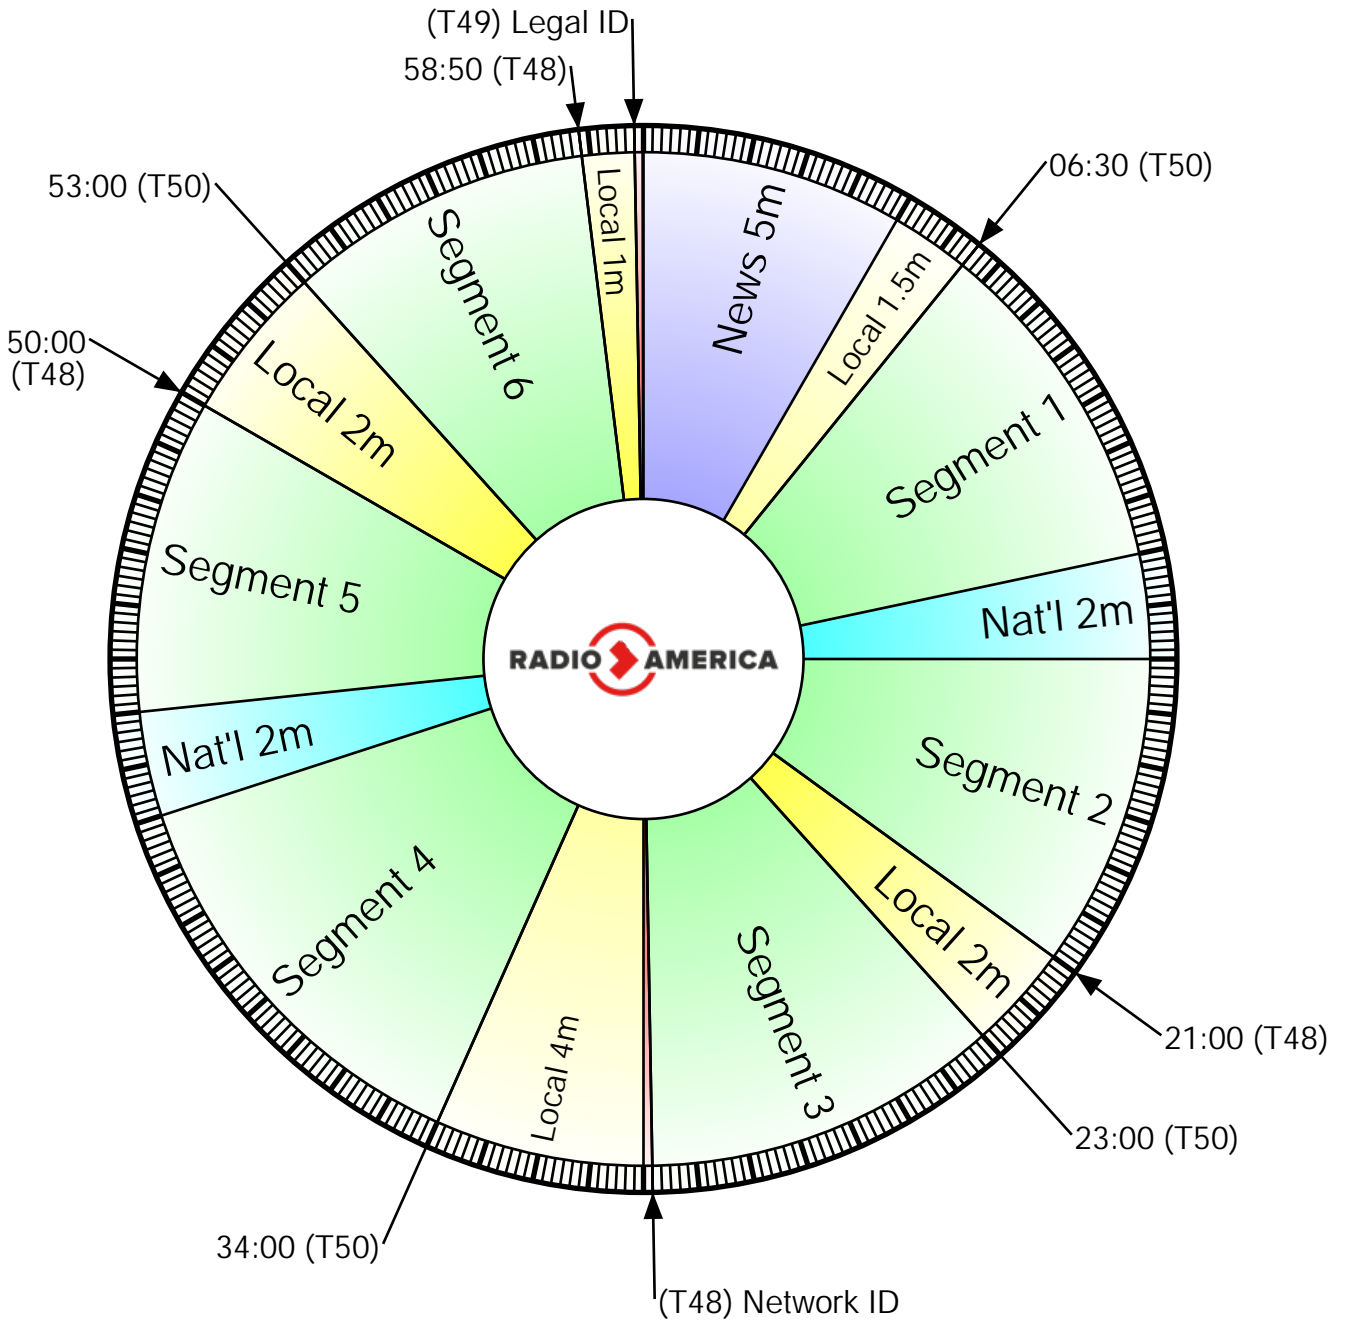 (T49) Legal ID
58:50 (T48)
06:30 (T50)
53:00 (T50)
50:00
(T48)
News 5m
Local 1.5m
Segment 1
Nat'l 2m
Segment 2
Local 2m
Segment 3
Local 4m
Segment 4
Nat'l 2m
Segment 5
Local 2m
Segment 6
Local 1m
RADIO AMERICA
21:00 (T48)
23:00 (T50)
34:00 (T50)
(T48) Network ID